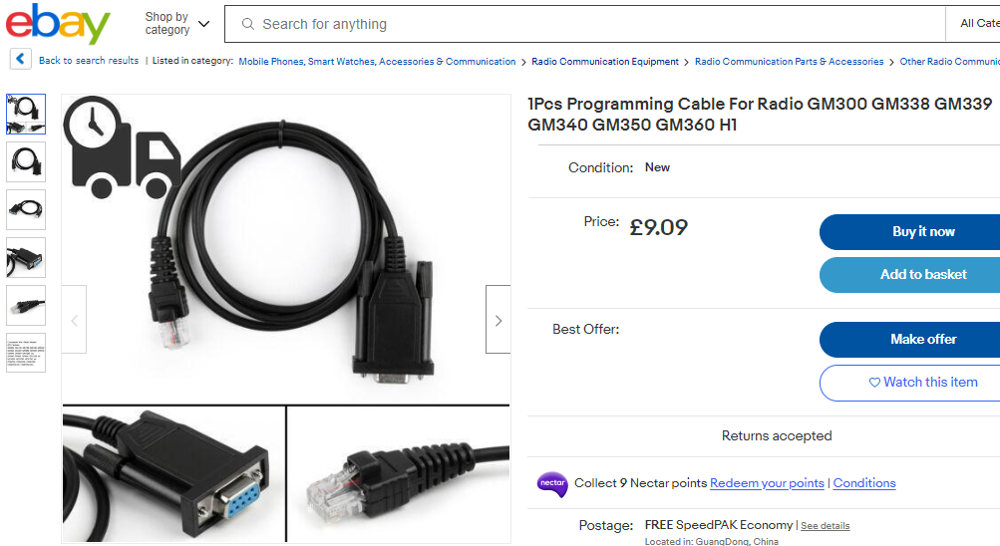 ebay
Shop by
category
Search for anything
All Cate
Back to search results | Listed in category: Mobile Phones, Smart Watches, Accessories & Communication > Radio Communication Equipment > Radio Communication Parts & Accessories > Other Radio Communic
1Pcs Programming Cable For Radio GM300 GM338 GM339
GM340 GM350 GM360 H1
Condition: New
Price: £9.09
Buy it now
Add to basket
Best Offer:
Make offer
Watch this item
Returns accepted
nectar Collect 9 Nectar points Redeem your points | Conditions
Postage: FREE SpeedPAK Economy | See details
Located in: GuangDong, China